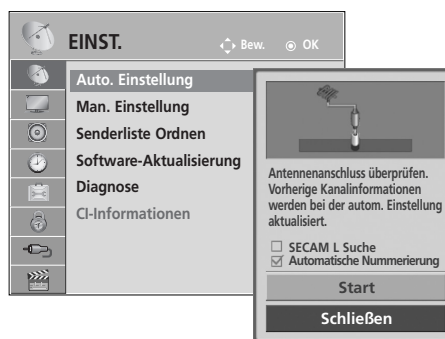 EINST.
Bew.
OK
Auto. Einstellung
Man. Einstellung
Senderliste Ordnen
Software-Aktualisierung
Diagnose
CI-Informationen
Antennenanschluss überprüfen.
Vorherige Kanalinformationen
werden bei der autom. Einstellung
aktualisiert.
SECAM L Suche
Automatische Nummerierung
Start
Schließen